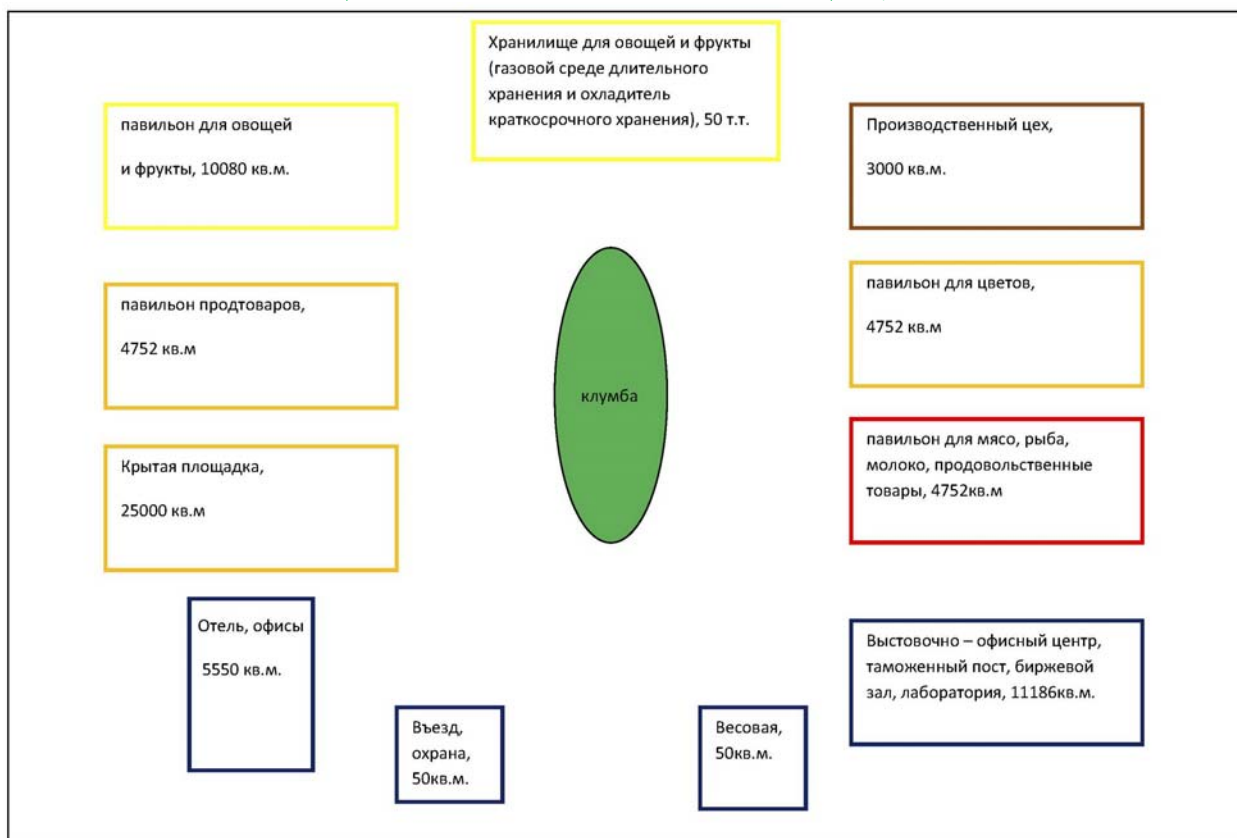 Хранилище для овощей и фрукты
(газовой среде длительного
хранения и охладитель
краткосрочного хранения), 50 т.т.
павильон для овощей
и фрукты, 10080 кв.м.
Производственный цех,
3000 кв.м.
павильон продтоваров,
4752 кв.м
павильон для цветов,
4752 кв.м
клумба
Крытая площадка,
25000 кв.м
павильон для мясо, рыба,
молоко, продовольственные
товары, 4752кв.м
Отель, офисы
5550 кв.м.
Выстовочно – офисный центр,
таможенный пост, биржевой
зал, лаборатория, 11186кв.м.
Въезд,
охрана,
50кв.м.
Весовая,
50кв.м.